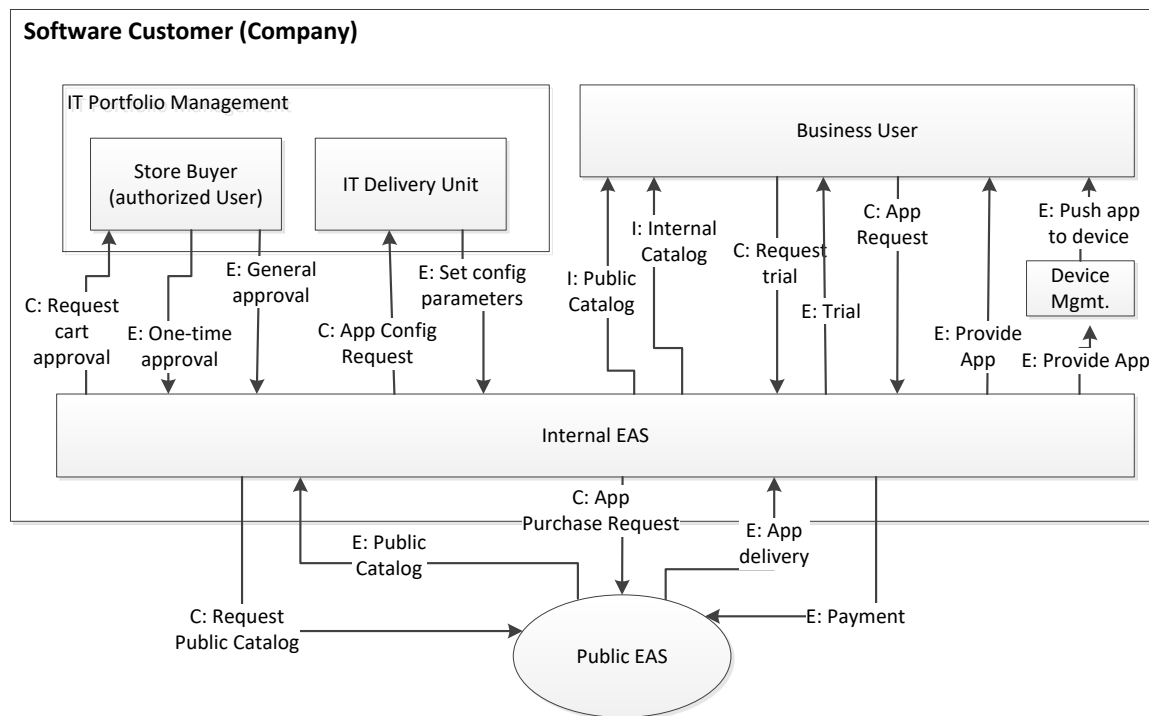 Software Customer (Company)
IT Portfolio Management
Store Buyer
(authorized User)
IT Delivery Unit
Business User
C: Request
cart
approval
E: One-time
approval
E: General
approval
C: App Config
Request
E: Set config
parameters
I: Public
Catalog
I: Internal
Catalog
C: Request
trial
E: Trial
C: App
Request
E: Provide
App
E: Push app
to device
Device
Mgmt.
E: Provide App
Internal EAS
C: Request
Public Catalog
E: Public
Catalog
C: App
Purchase Request
E: App
delivery
E: Payment
Public EAS